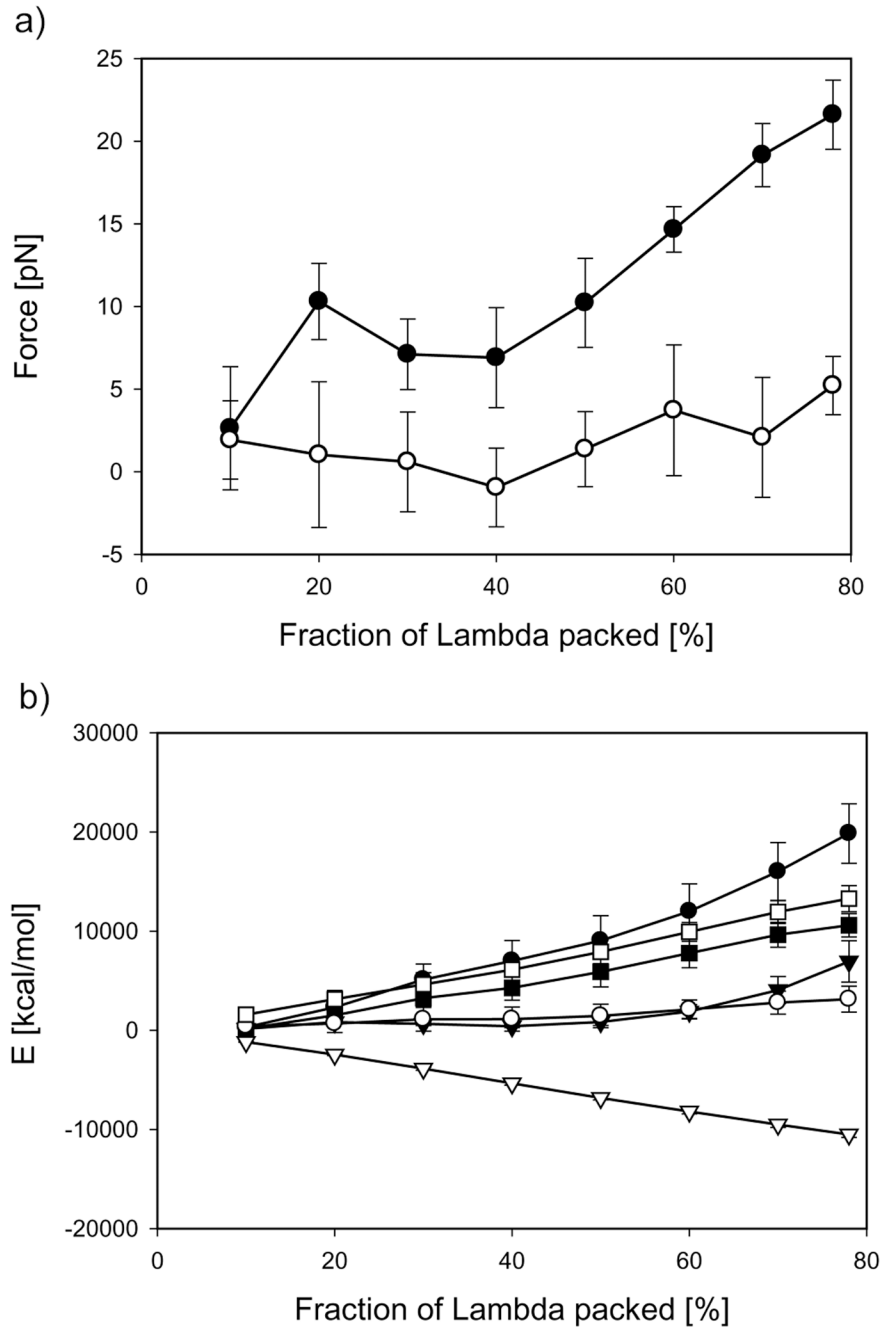 a)
25
20
15
10
5
0
-5
Force [pN]
0 20 40 60 80
Fraction of Lambda packed [%]
b)
30000
20000
10000
0
-10000
-20000
E [kcal/mol]
0 20 40 60 80
Fraction of Lambda packed [%]